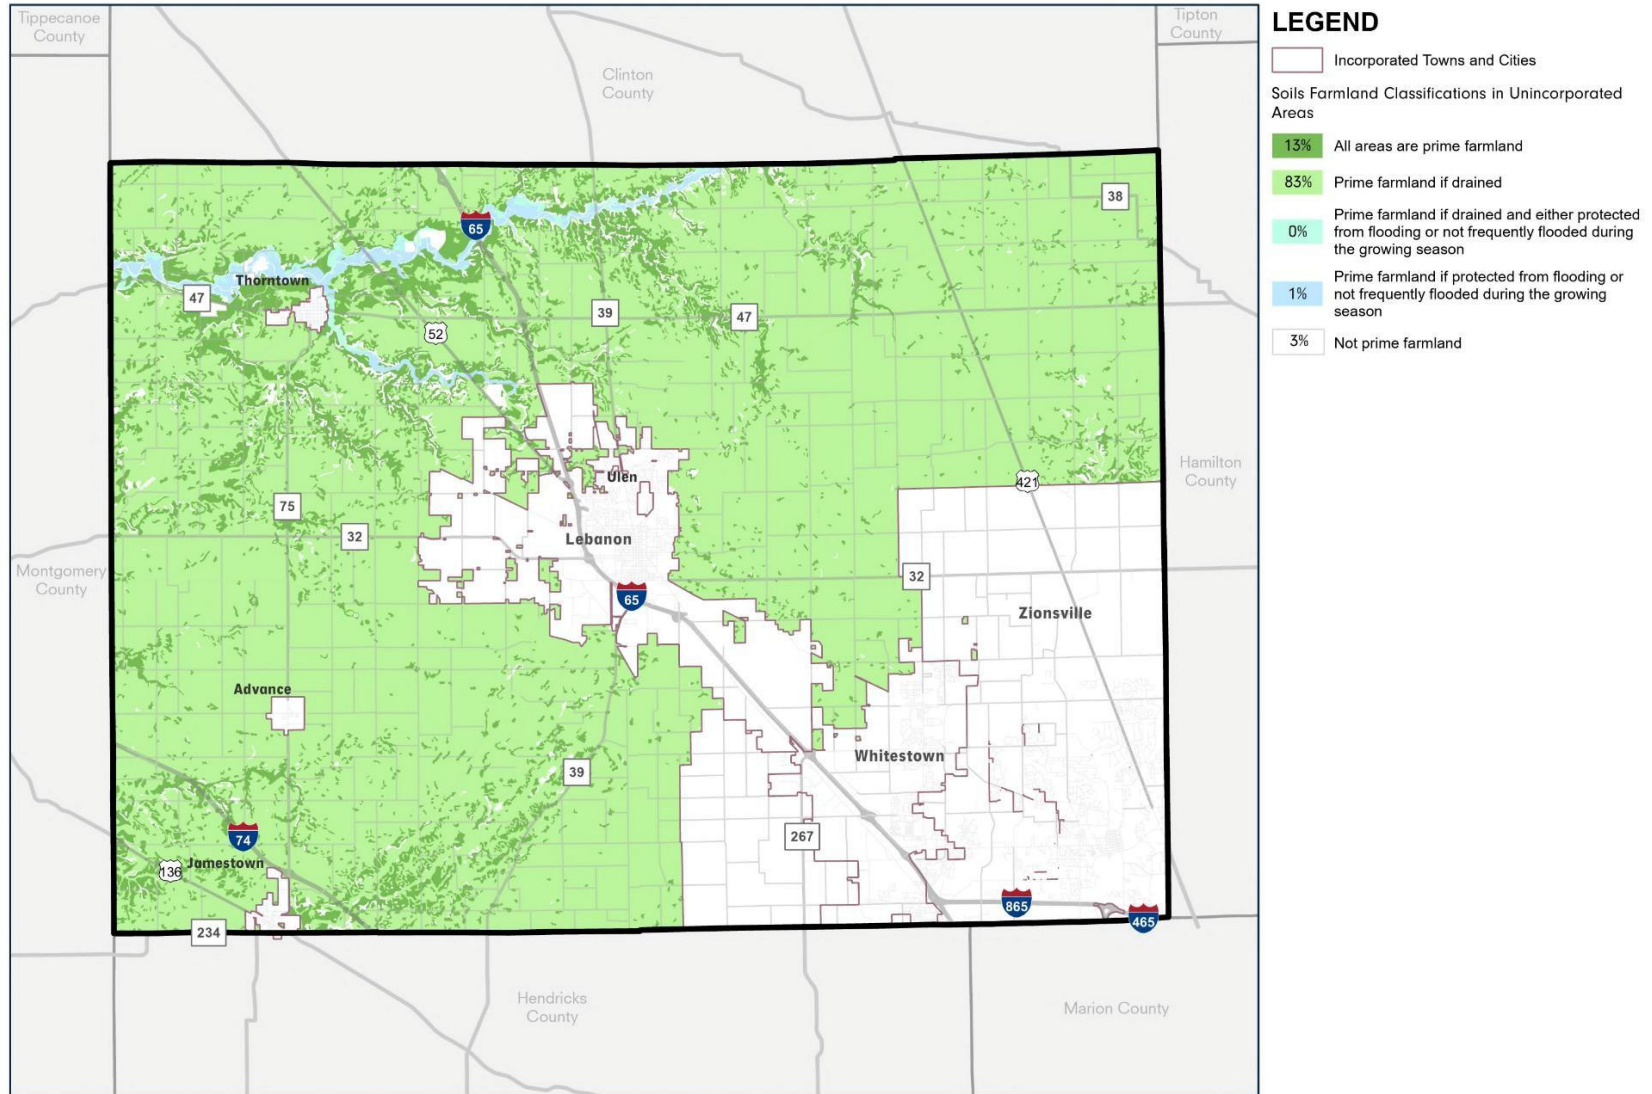 Tippecanoe
County
Tipton
County
Clinton
County
38
65
Thorntown
47
39
47
52
Ulen
421
Hamilton
County
75
32
Lebanon
Montgomery
County
32
65
Zionsville
Advance
Whitestown
39
74
267
Jamestown
136
865
465
234
Hendricks
County
Marion County
LEGEND
Incorporated Towns and Cities
Soils Farmland Classifications in Unincorporated
Areas
13% All areas are prime farmland
83% Prime farmland if drained
Prime farmland if drained and either protected
0% from flooding or not frequently flooded during
the growing season
Prime farmland if protected from flooding or
1% not frequently flooded during the growing
season
3% Not prime farmland